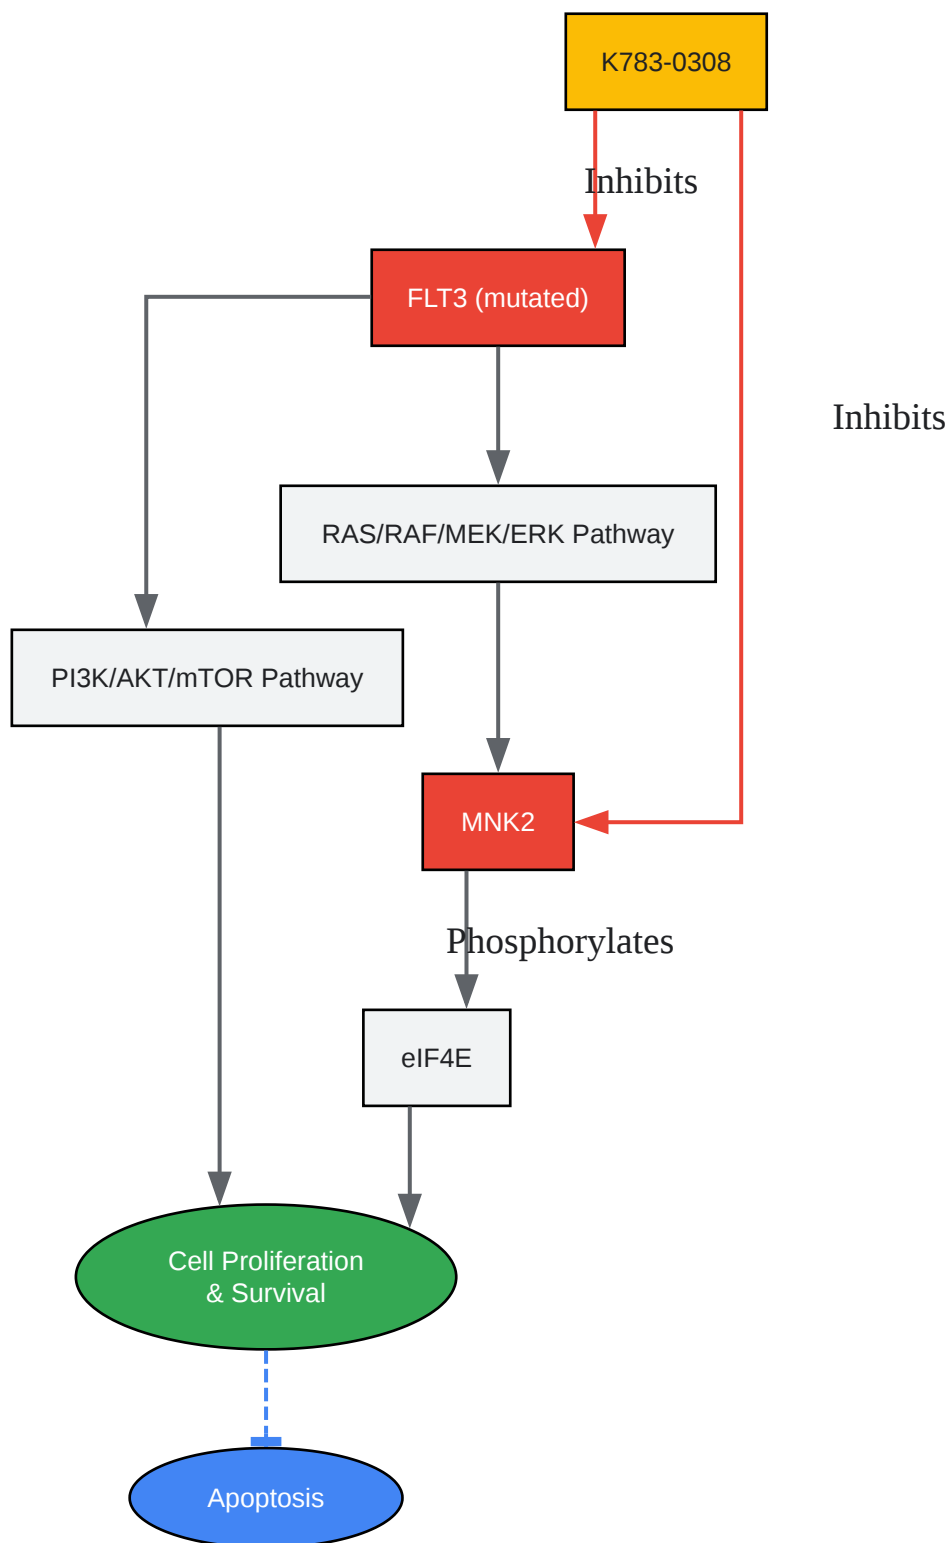 K783-0308
Inhibits
FLT3 (mutated)
Inhibits
RAS/RAF/MEK/ERK Pathway
PI3K/AKT/mTOR Pathway
MNK2
Phosphorylates
eIF4E
Cell Proliferation
& Survival
Apoptosis